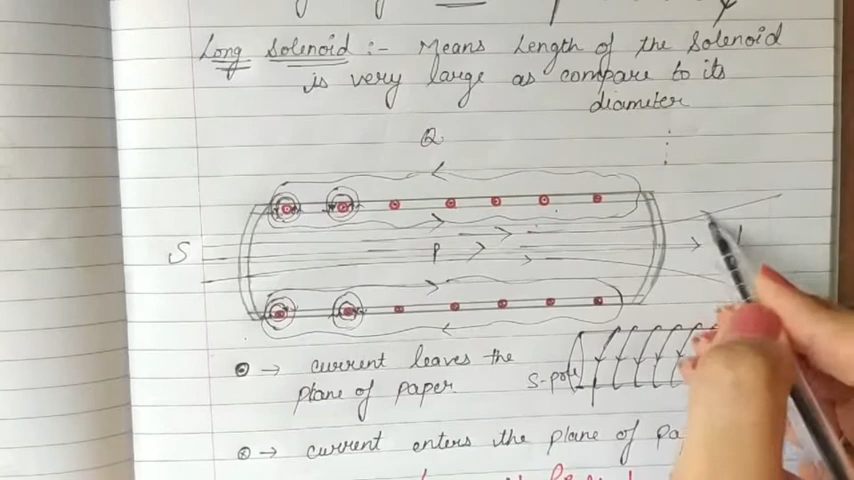 Long Solenoid :- Means Length of the Solenoid
is very large as compare to its
diameter
Q
S
P
→ current leaves the
plane of paper
S-pole
→ current enters the plane of